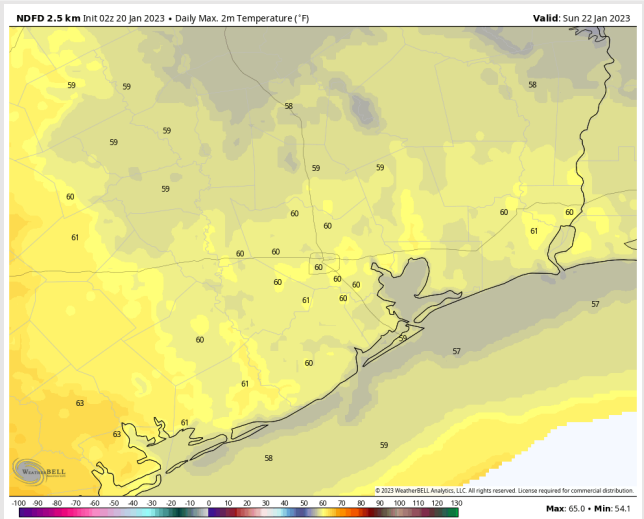 NDFD 2.5 km Init 02z 20 Jan 2023 • Daily Max. 2m Temperature (°F)
Valid: Sun 22 Jan 2023
59 59 58 58
59 59
59 59
59
60
60 60 60
60 61
61
60 60
60
60 60 60
61 60
57
59
60 57
60
61
63
61
63
59
58
WEATHERBELL
© 2023 WeatherBELL Analytics, LLC. All rights reserved. License required for commercial distribution.
-100 -90 -80 -70 -60 -50 -40 -30 -20 -10 0 10 20 30 40 50 60 70 80 90 100 110 120 130
Max: 65.0 • Min: 54.1